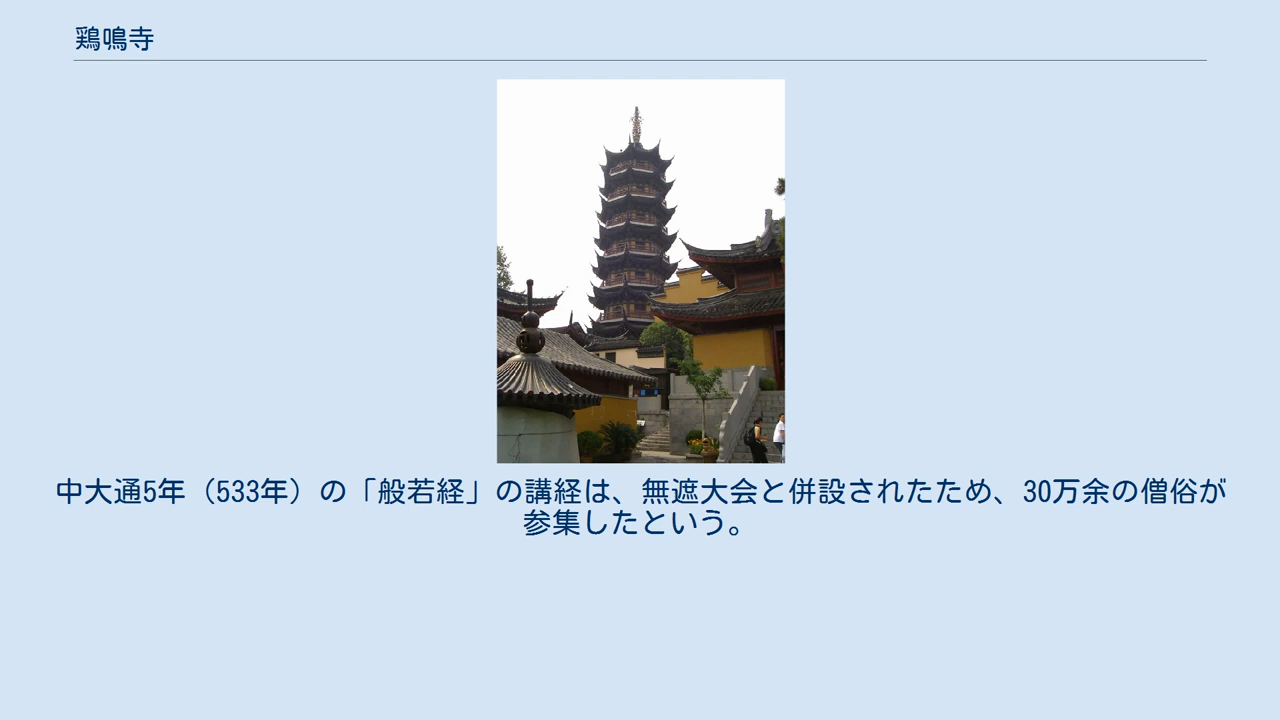 鶏鳴寺
中大通5年（533年）の「般若経」の講経は、無遮大会と併設されたため、30万余の僧俗が
参集したという。